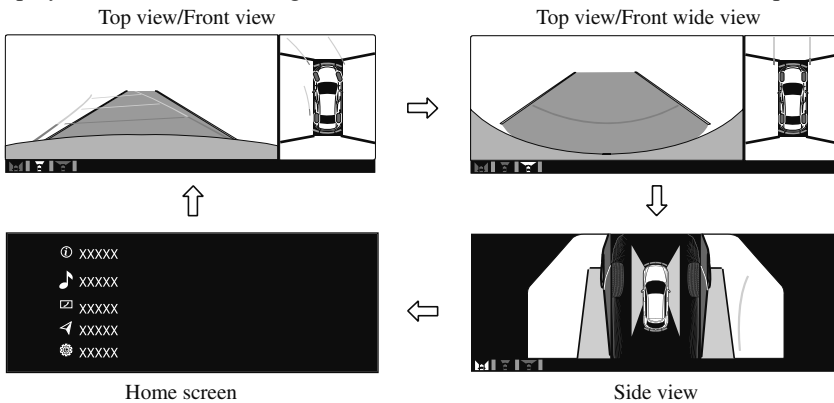 Top view/Front view
Top view/Front wide view
XXXXX
XXXXX
XXXXX
XXXXX
XXXXX
Home screen
Side view